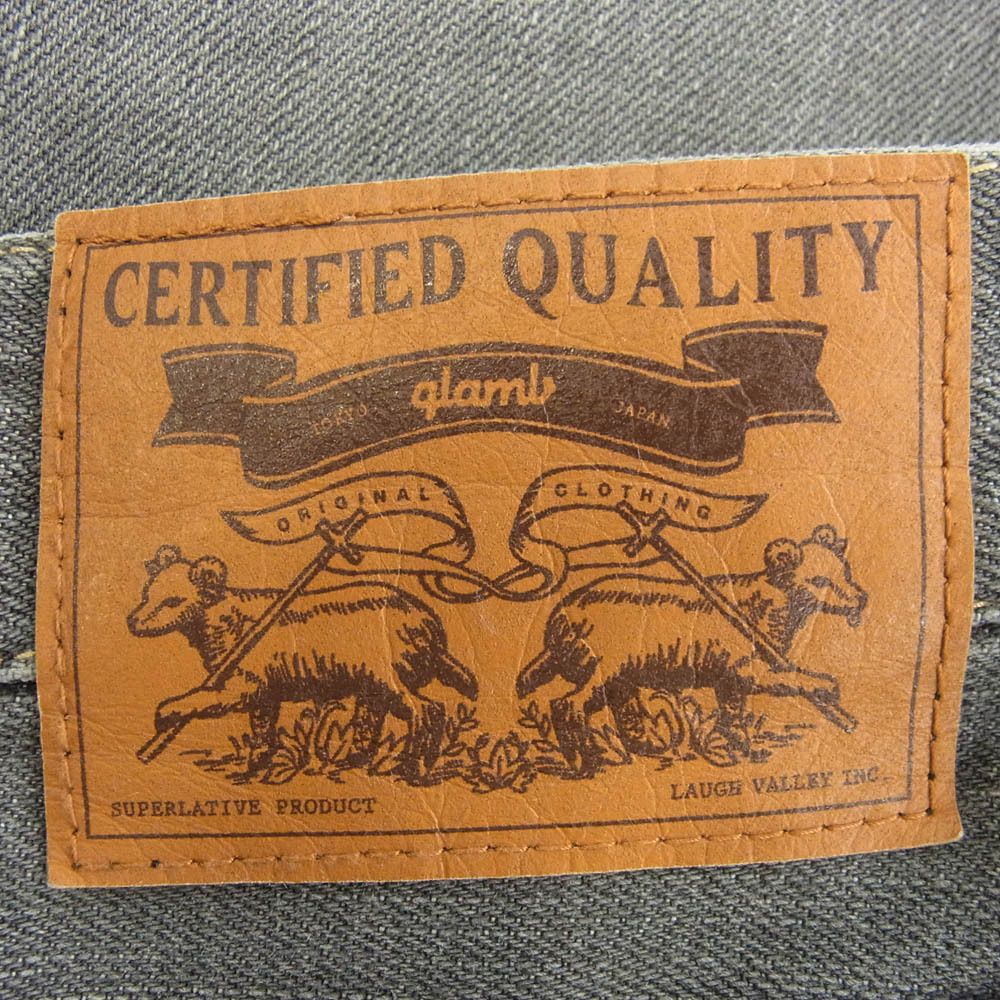 CERTIFIED QUALITY
glamb
TOKYO JAPAN
ORIGINAL CLOTHING
SUPERLATIVE PRODUCT
LAUGH VALLEY INC.